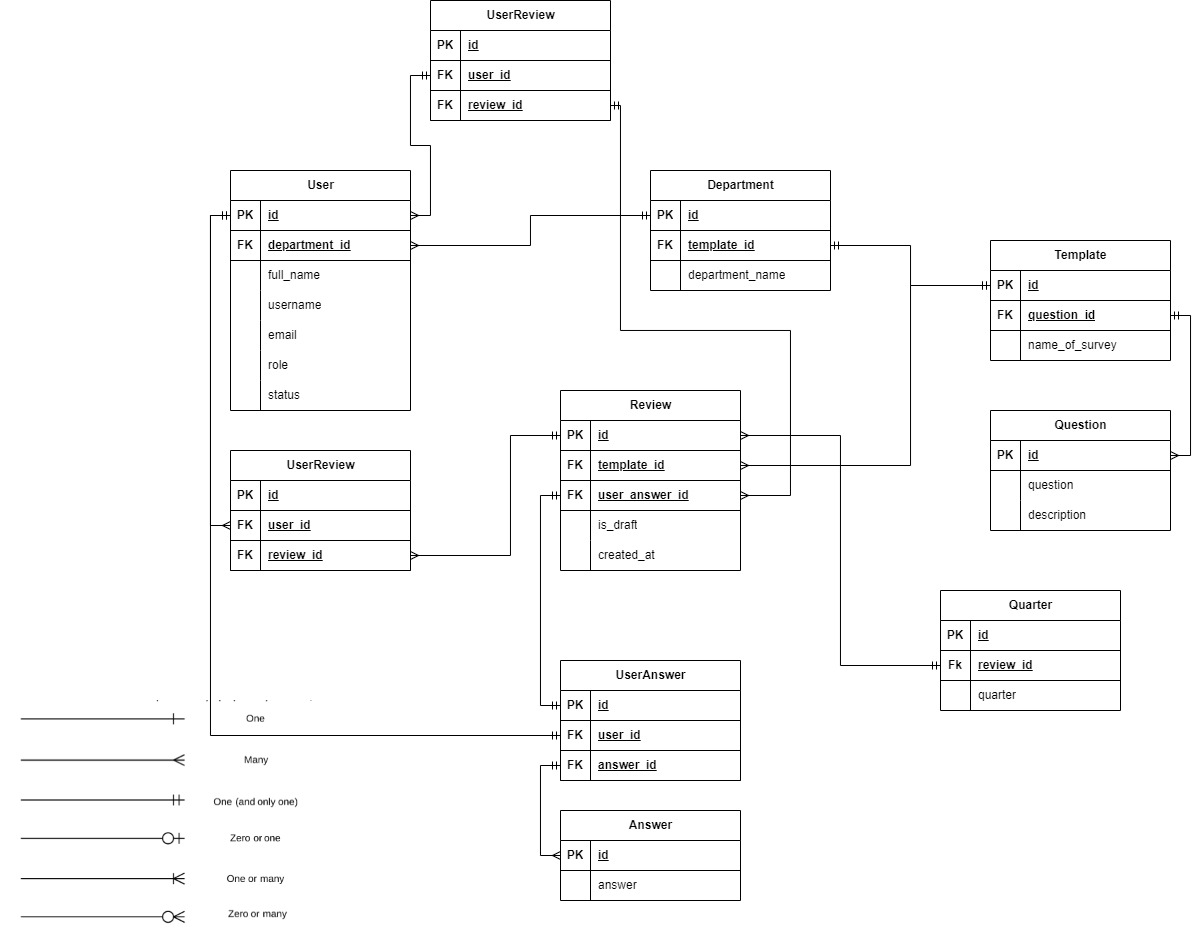 UserReview
PK id
FK user_id
FK review_id
User
PK id
FK department_id
full_name
username
email
role
status
Department
PK id
FK template_id
department_name
Template
PK id
FK question_id
name_of_survey
Review
PK id
FK template_id
FK user_answer_id
is_draft
created_at
Question
PK id
question
description
UserReview
PK id
FK user_id
FK review_id
Quarter
PK id
Fk review_id
quarter
UserAnswer
PK id
FK user_id
FK answer_id
Answer
PK id
answer
One
Many
One (and only one)
Zero or one
One or many
Zero or many